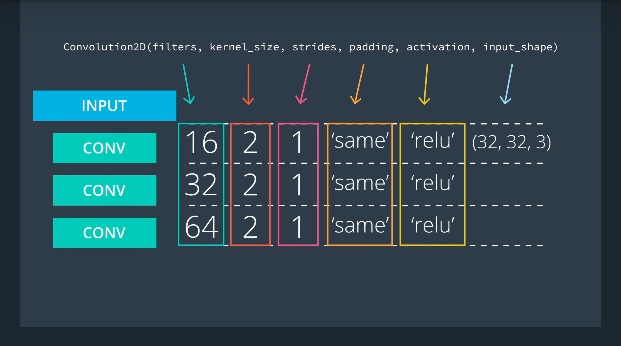 Convolution2D(filters, kernel_size, strides, padding, activation, input_shape)
INPUT
CONV 16 2 1 ‘same’ ‘relu’ (32, 32, 3)
CONV 32 2 1 ‘same’ ‘relu’
CONV 64 2 1 ‘same’ ‘relu’